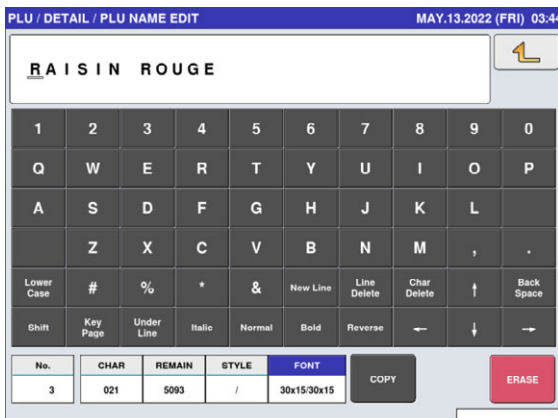 PLU / DETAIL / PLU NAME EDIT MAY.13.2022 (FRI) 03:44
RAISIN ROUGE
1 2 3 4 5 6 7 8 9 0
Q W E R T Y U I O P
A S D F G H J K L
Z X C V B N M , .
Lower Case # % * & New Line Line Delete Char Delete ↑ Back Space
Shift Key Page Under Line Italic Normal Bold Reverse ← ↓ →
No. CHAR REMAIN STYLE FONT COPY ERASE
3 021 5093 / 30x15/30x15